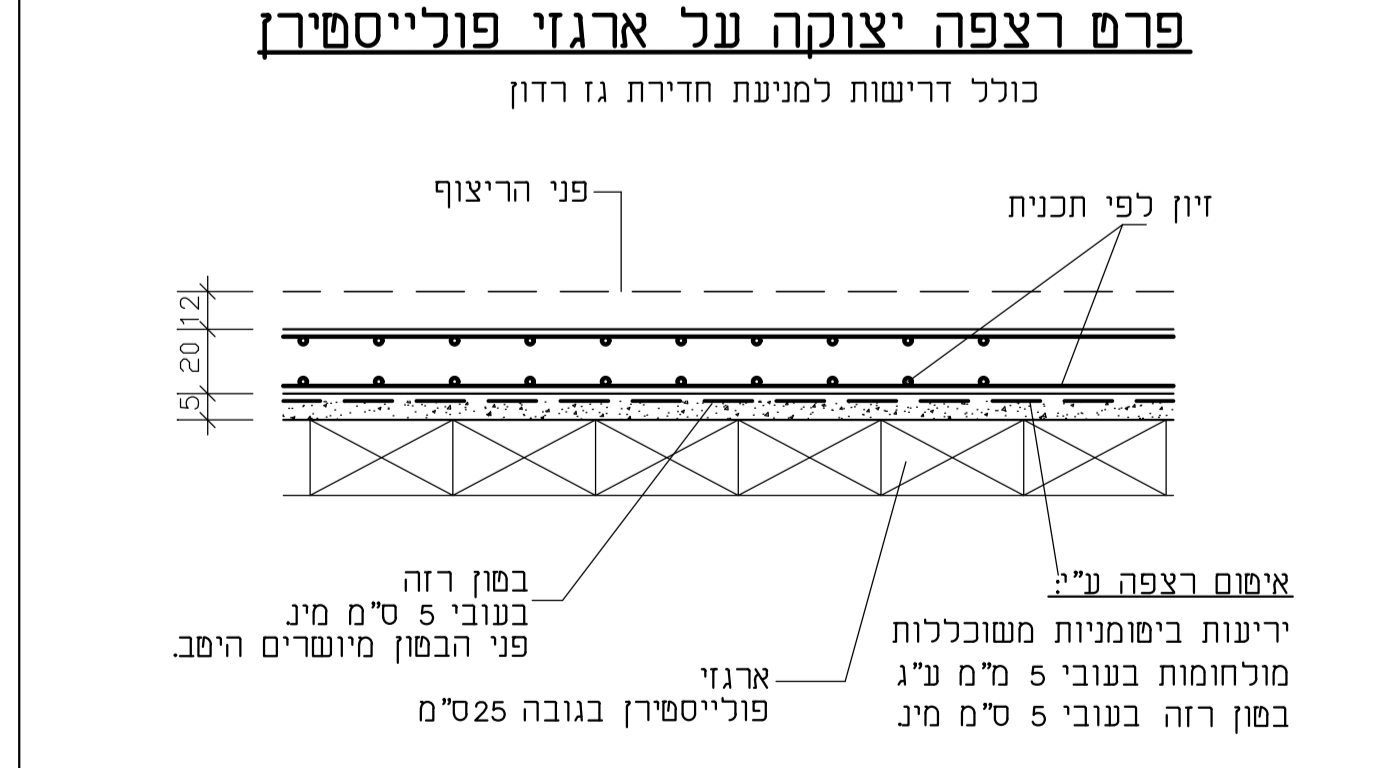 פרט רצפה יצוקה על ארגזי פולייסטירן
כולל דרישות למניעת חדירת גז רדון
פני הריצוף
זיון לפי תכנית
12
20
5
בטון רזה
בעובי 5 ס"מ מינ.
פני הבטון מיושרים היטב.
ארגזי
פולייסטירן בגובה 25ס"מ
איטום רצפה ע"י:
יריעות ביטומניות משוכללות
מולחומות בעובי 5 מ"מ ע"ג
בטון רזה בעובי 5 ס"מ מינ.